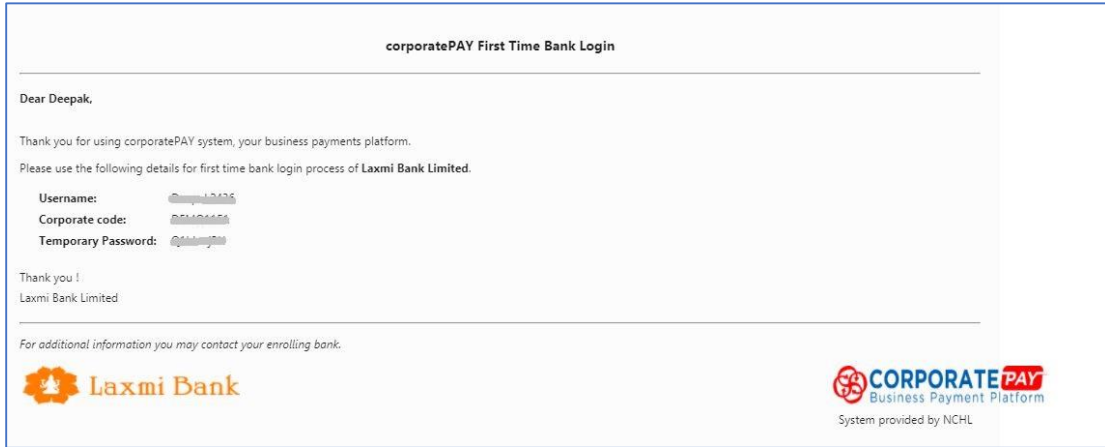 corporatePAY First Time Bank Login
Dear Deepak,
Thank you for using corporatePAY system, your business payments platform.
Please use the following details for first time bank login process of Laxmi Bank Limited.
Username:
Corporate code:
Temporary Password:
Thank you !
Laxmi Bank Limited
For additional information you may contact your enrolling bank.
Laxmi Bank
CORPORATE PAY
Business Payment Platform
System provided by NCHL